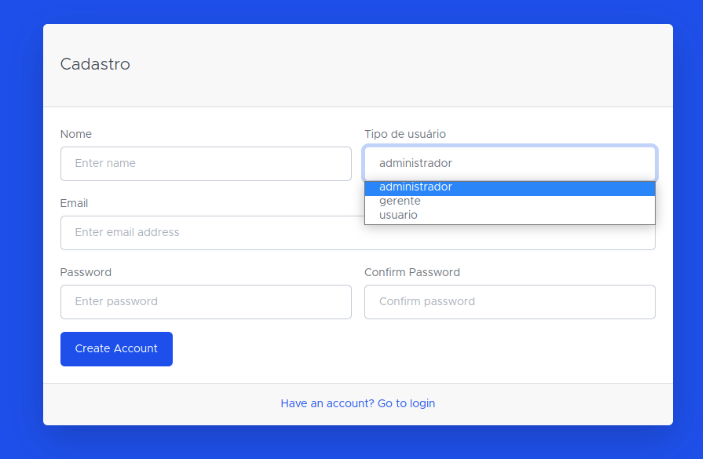 Cadastro
Nome
Tipo de usuário
Enter name
administrador
administrador
gerente
usuario
Email
Enter email address
Password
Confirm Password
Enter password
Confirm password
Create Account
Have an account? Go to login